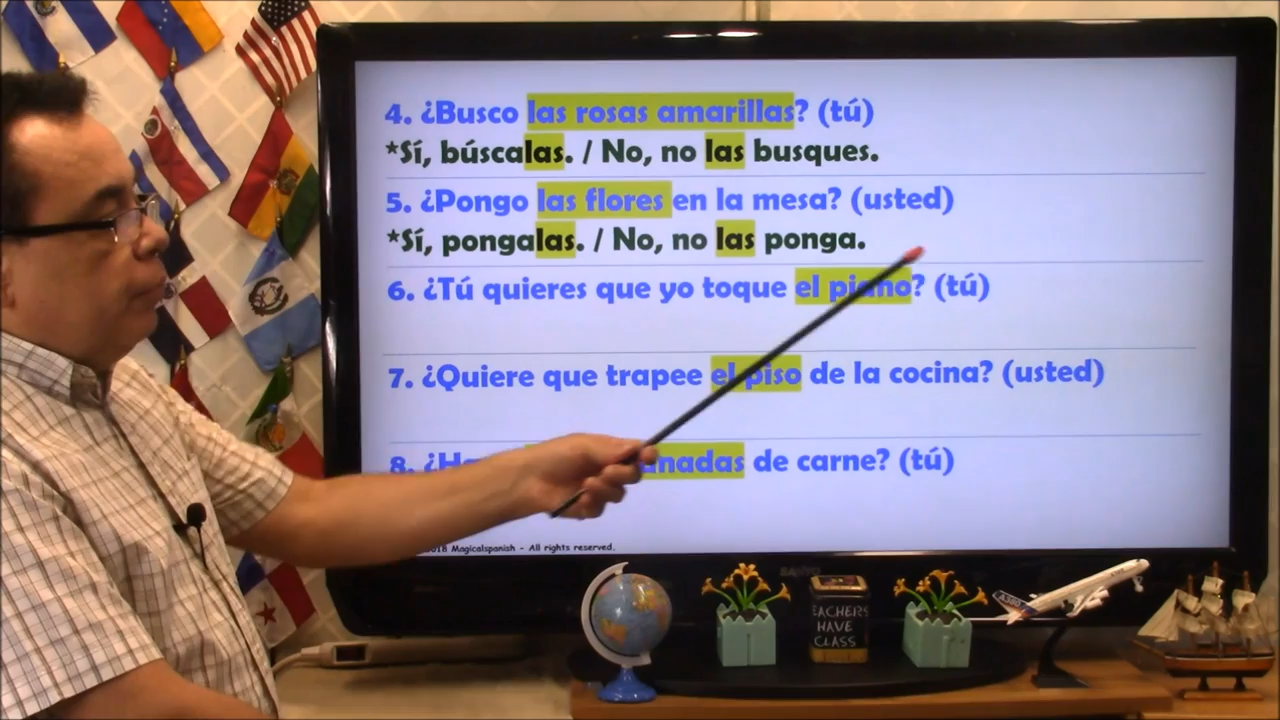 4. ¿Busco las rosas amarillas? (tú)
*Sí, búscalas. / No, no las busques.
5. ¿Pongo las flores en la mesa? (usted)
*Sí, pongalas. / No, no las ponga.
6. ¿Tú quieres que yo toque el piano? (tú)
7. ¿Quiere que trapee el piso de la cocina? (usted)
8. de carne? (tú)
Magicalspanish - All rights reserved.
SANYO
TEACHERS
HAVE
CLASS
A380